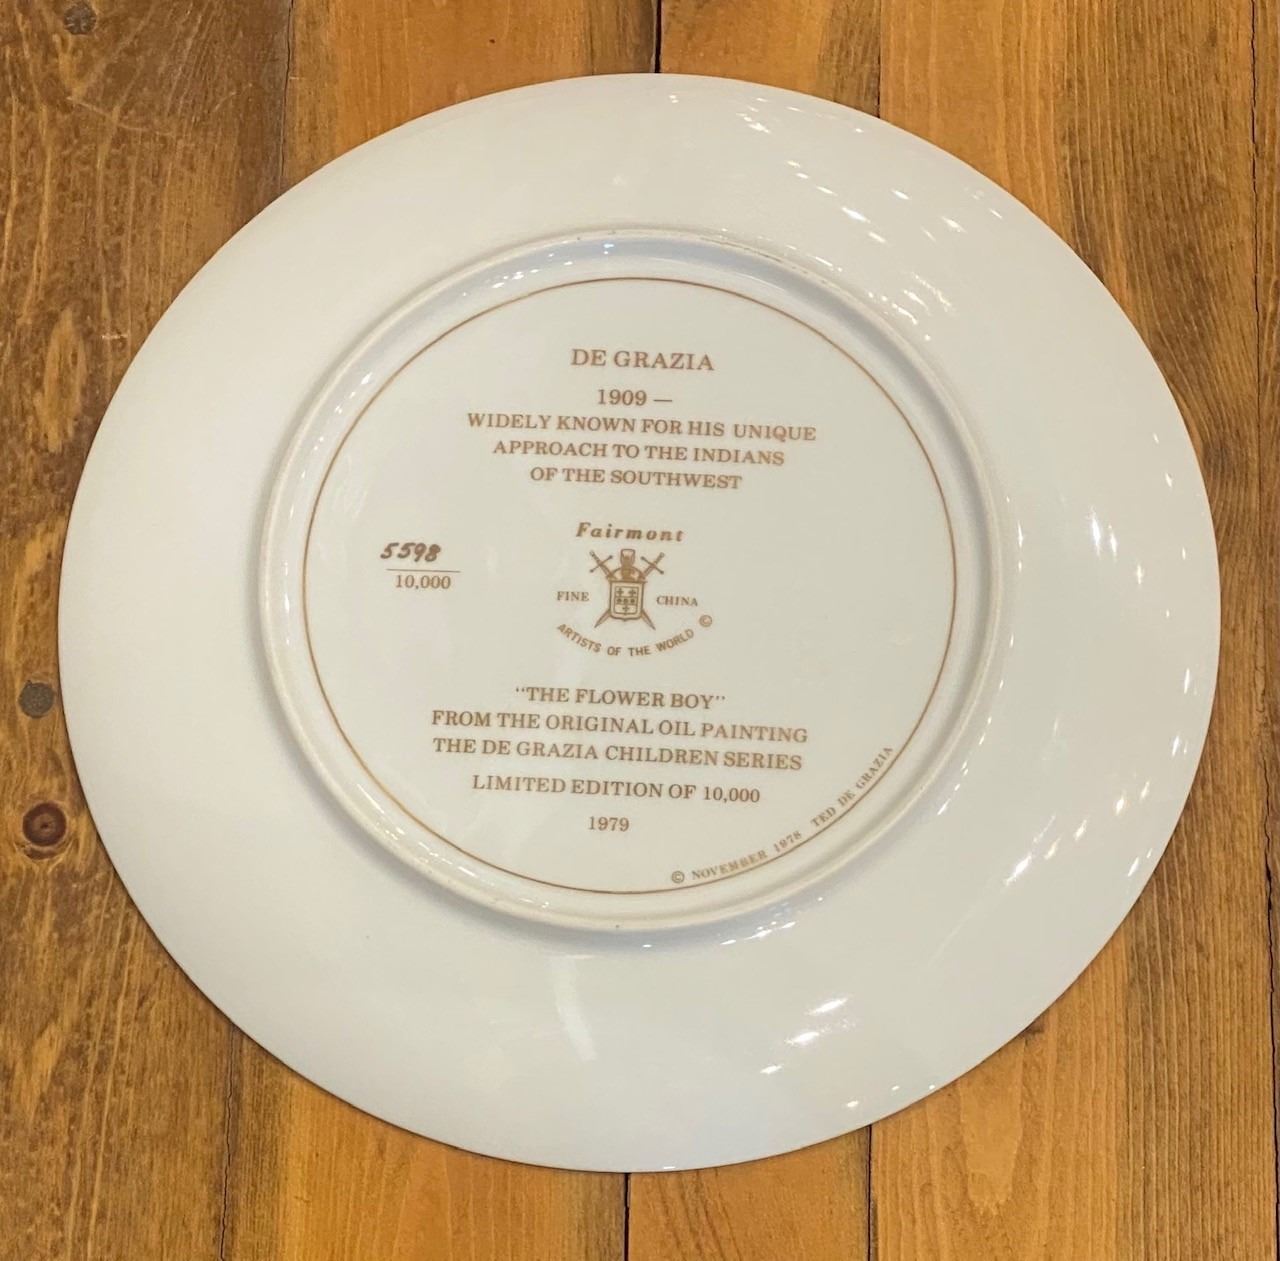 DE GRAZIA
1909 —
WIDELY KNOWN FOR HIS UNIQUE
APPROACH TO THE INDIANS
OF THE SOUTHWEST
Fairmont
5598
10,000
FINE CHINA
ARTISTS OF THE WORLD ©
"THE FLOWER BOY"
FROM THE ORIGINAL OIL PAINTING
THE DE GRAZIA CHILDREN SERIES
LIMITED EDITION OF 10,000
1979
© NOVEMBER 1978 TED DE GRAZIA